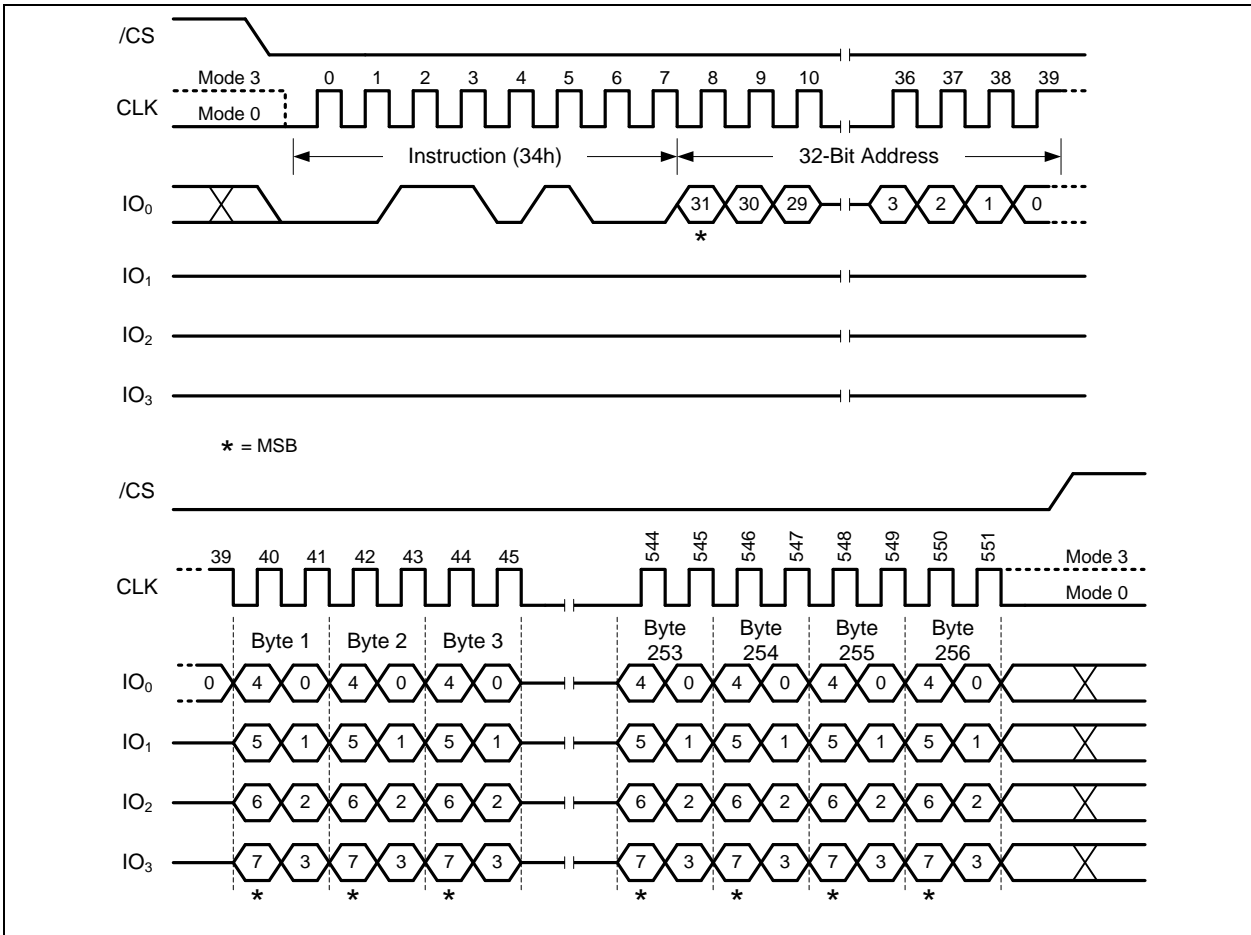 /CS
Mode 3 0 1 2 3 4 5 6 7 8 9 10 36 37 38 39
CLK Mode 0
Instruction (34h) 32-Bit Address
IO₀ 31 30 29 3 2 1 0
*
IO₁
IO₂
IO₃
* = MSB
/CS
39 40 41 42 43 44 45 544 545 546 547 548 549 550 551 Mode 3
CLK Mode 0
Byte 1 Byte 2 Byte 3 Byte 253 Byte 254 Byte 255 Byte 256
IO₀ 0 4 0 4 0 4 0 4 0 4 0 4 0 4 0
IO₁ 5 1 5 1 5 1 5 1 5 1 5 1 5 1
IO₂ 6 2 6 2 6 2 6 2 6 2 6 2 6 2
IO₃ 7 3 7 3 7 3 7 3 7 3 7 3 7 3
* * * * * * *